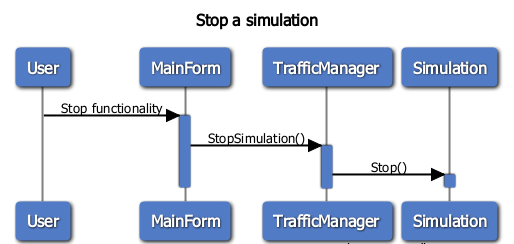 Stop a simulation
User MainForm TrafficManager Simulation
Stop functionality
StopSimulation()
Stop()
User MainForm TrafficManager Simulation